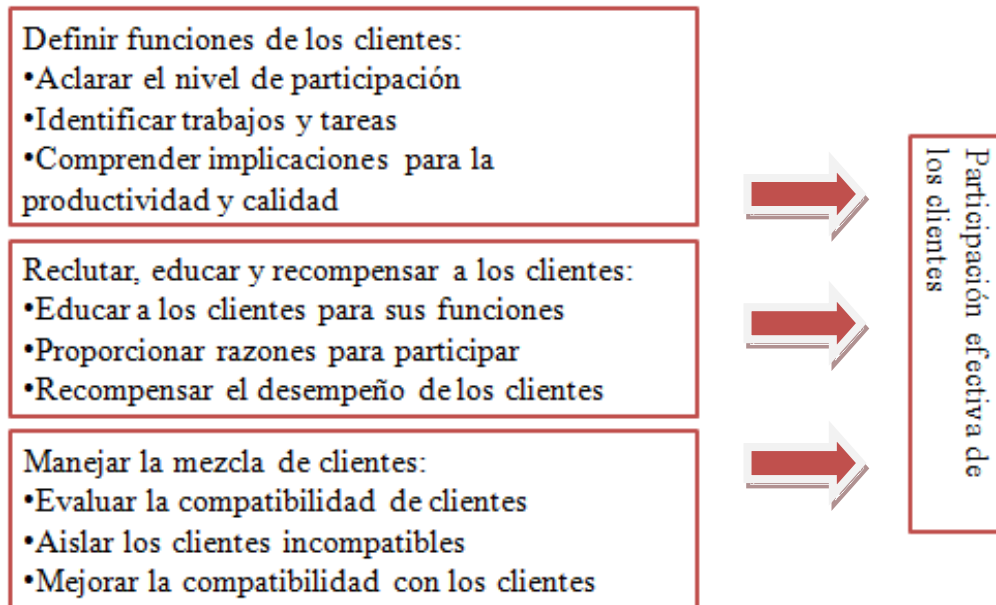 Definir funciones de los clientes:
•Aclarar el nivel de participación
•Identificar trabajos y tareas
•Comprender implicaciones para la
productividad y calidad
Reclutar, educar y recompensar a los clientes:
•Educar a los clientes para sus funciones
•Proporcionar razones para participar
•Recompensar el desempeño de los clientes
Manejar la mezcla de clientes:
•Evaluar la compatibilidad de clientes
•Aislar los clientes incompatibles
•Mejorar la compatibilidad con los clientes
Participación efectiva de
los clientes